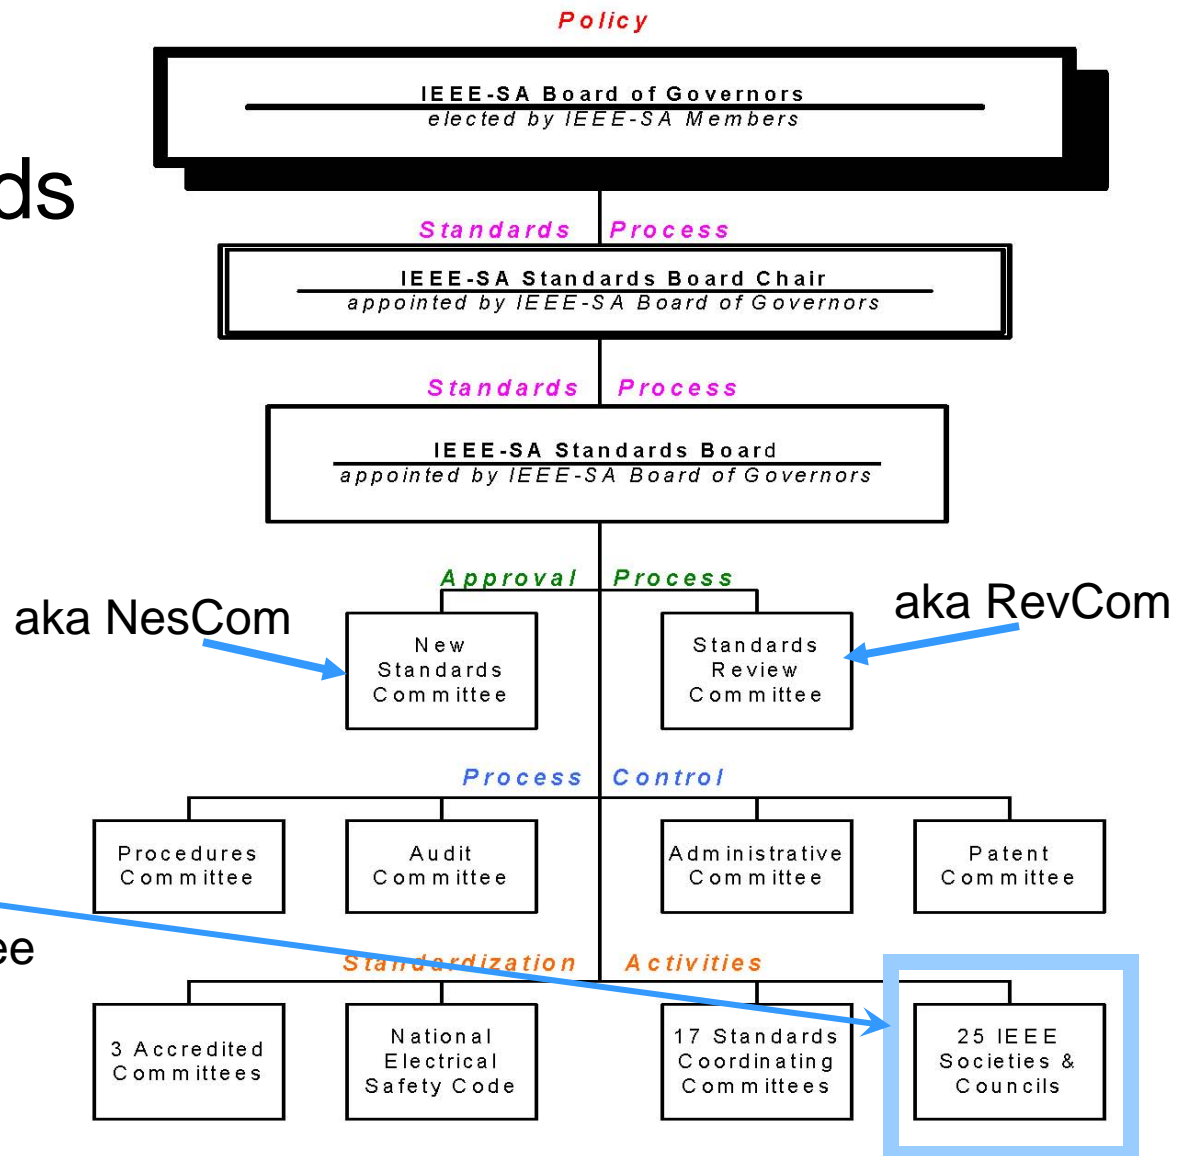 Policy
IEEE-SA Board of Governors
elected by IEEE-SA Members
ds
Standards Process
IEEE-SA Standards Board Chair
appointed by IEEE-SA Board of Governors
Standards Process
IEEE-SA Standards Board
appointed by IEEE-SA Board of Governors
Approval Process
aka NesCom
aka RevCom
New
Standards
Committee
Standards
Review
Committee
Process Control
Procedures
Committee
Audit
Committee
Administrative
Committee
Patent
Committee
ee
Standardization Activities
3 Accredited
Committees
National
Electrical
Safety Code
17 Standards
Coordinating
Committees
25 IEEE
Societies &
Councils